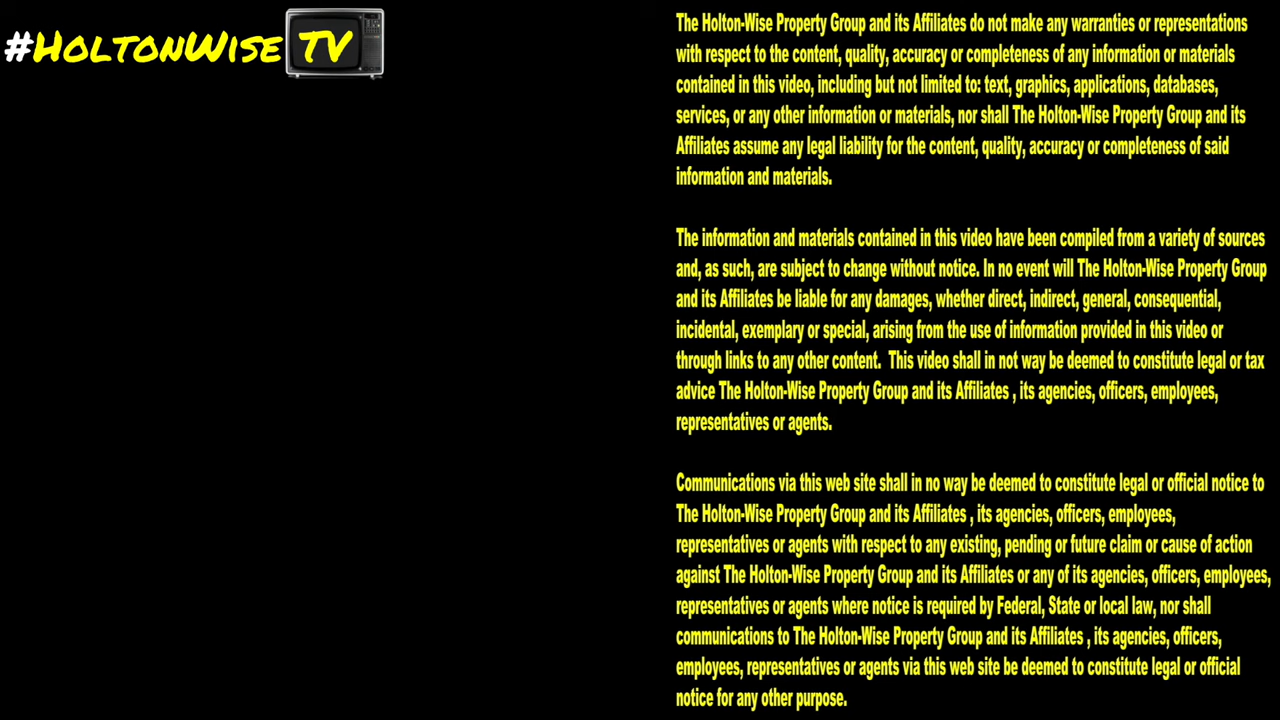 #HoltonWise TV
The Holton-Wise Property Group and its Affiliates do not make any warranties or representations
with respect to the content, quality, accuracy or completeness of any information or materials
contained in this video, including but not limited to: text, graphics, applications, databases,
services, or any other information or materials, nor shall The Holton-Wise Property Group and its
Affiliates assume any legal liability for the content, quality, accuracy or completeness of said
information and materials.
The information and materials contained in this video have been compiled from a variety of sources
and, as such, are subject to change without notice. In no event will The Holton-Wise Property Group
and its Affiliates be liable for any damages, whether direct, indirect, general, consequential,
incidental, exemplary or special, arising from the use of information provided in this video or
through links to any other content.  This video shall in not way be deemed to constitute legal or tax
advice The Holton-Wise Property Group and its Affiliates , its agencies, officers, employees,
representatives or agents.
Communications via this web site shall in no way be deemed to constitute legal or official notice to
The Holton-Wise Property Group and its Affiliates , its agencies, officers, employees,
representatives or agents with respect to any existing, pending or future claim or cause of action
against The Holton-Wise Property Group and its Affiliates or any of its agencies, officers, employees,
representatives or agents where notice is required by Federal, State or local law, nor shall
communications to The Holton-Wise Property Group and its Affiliates , its agencies, officers,
employees, representatives or agents via this web site be deemed to constitute legal or official
notice for any other purpose.